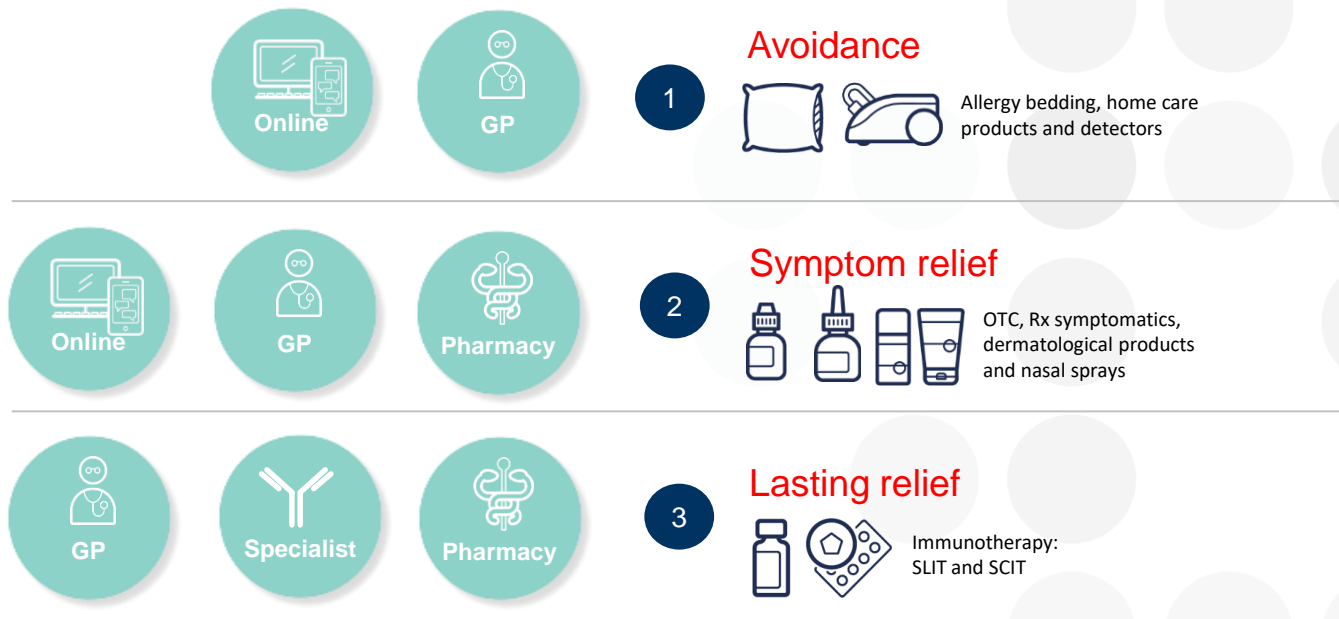 Online
GP
1
Avoidance
Allergy bedding, home care
products and detectors
Online
GP
Pharmacy
2
Symptom relief
OTC, Rx symptomatics,
dermatological products
and nasal sprays
GP
Specialist
Pharmacy
3
Lasting relief
Immunotherapy:
SLIT and SCIT